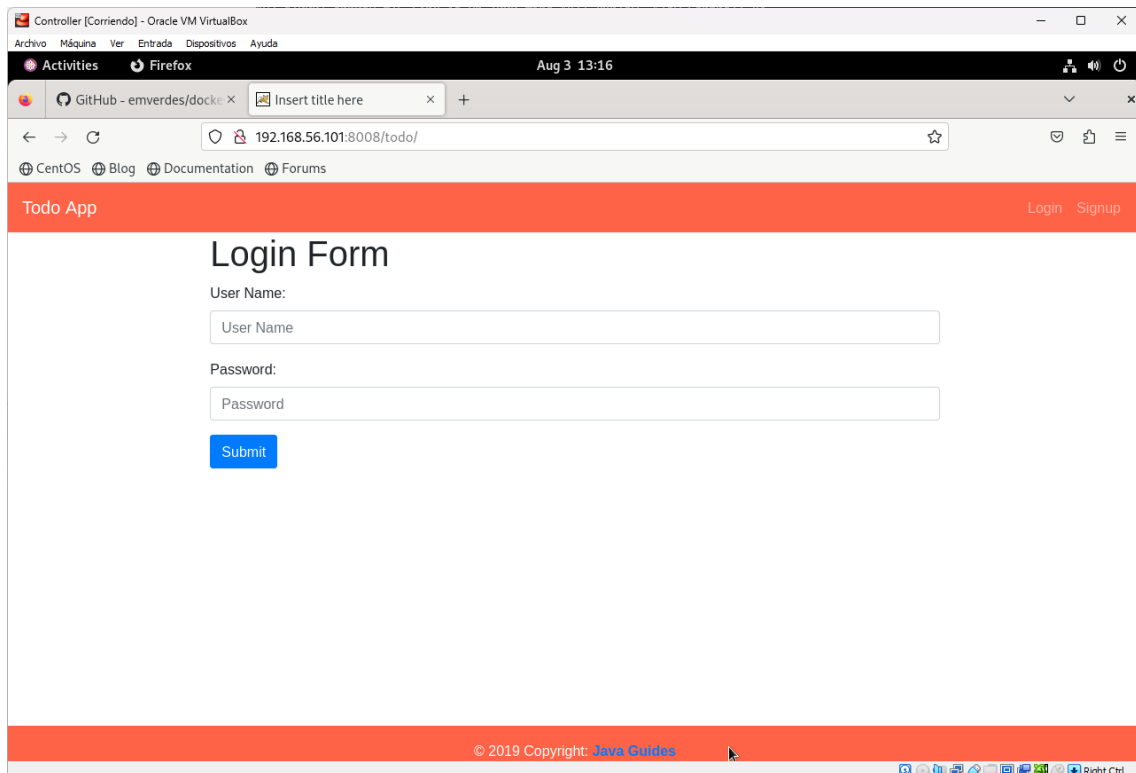 Controller [Corriendo] - Oracle VM VirtualBox
Archivo Máquina Ver Entrada Dispositivos Ayuda
Activities Firefox Aug 3 13:16
GitHub - emverdes/docke Insert title here
192.168.56.101:8008/todo/
CentOS Blog Documentation Forums
Todo App Login Signup
Login Form
User Name:
User Name
Password:
Password
Submit
© 2019 Copyright: Java Guides
Right Ctrl